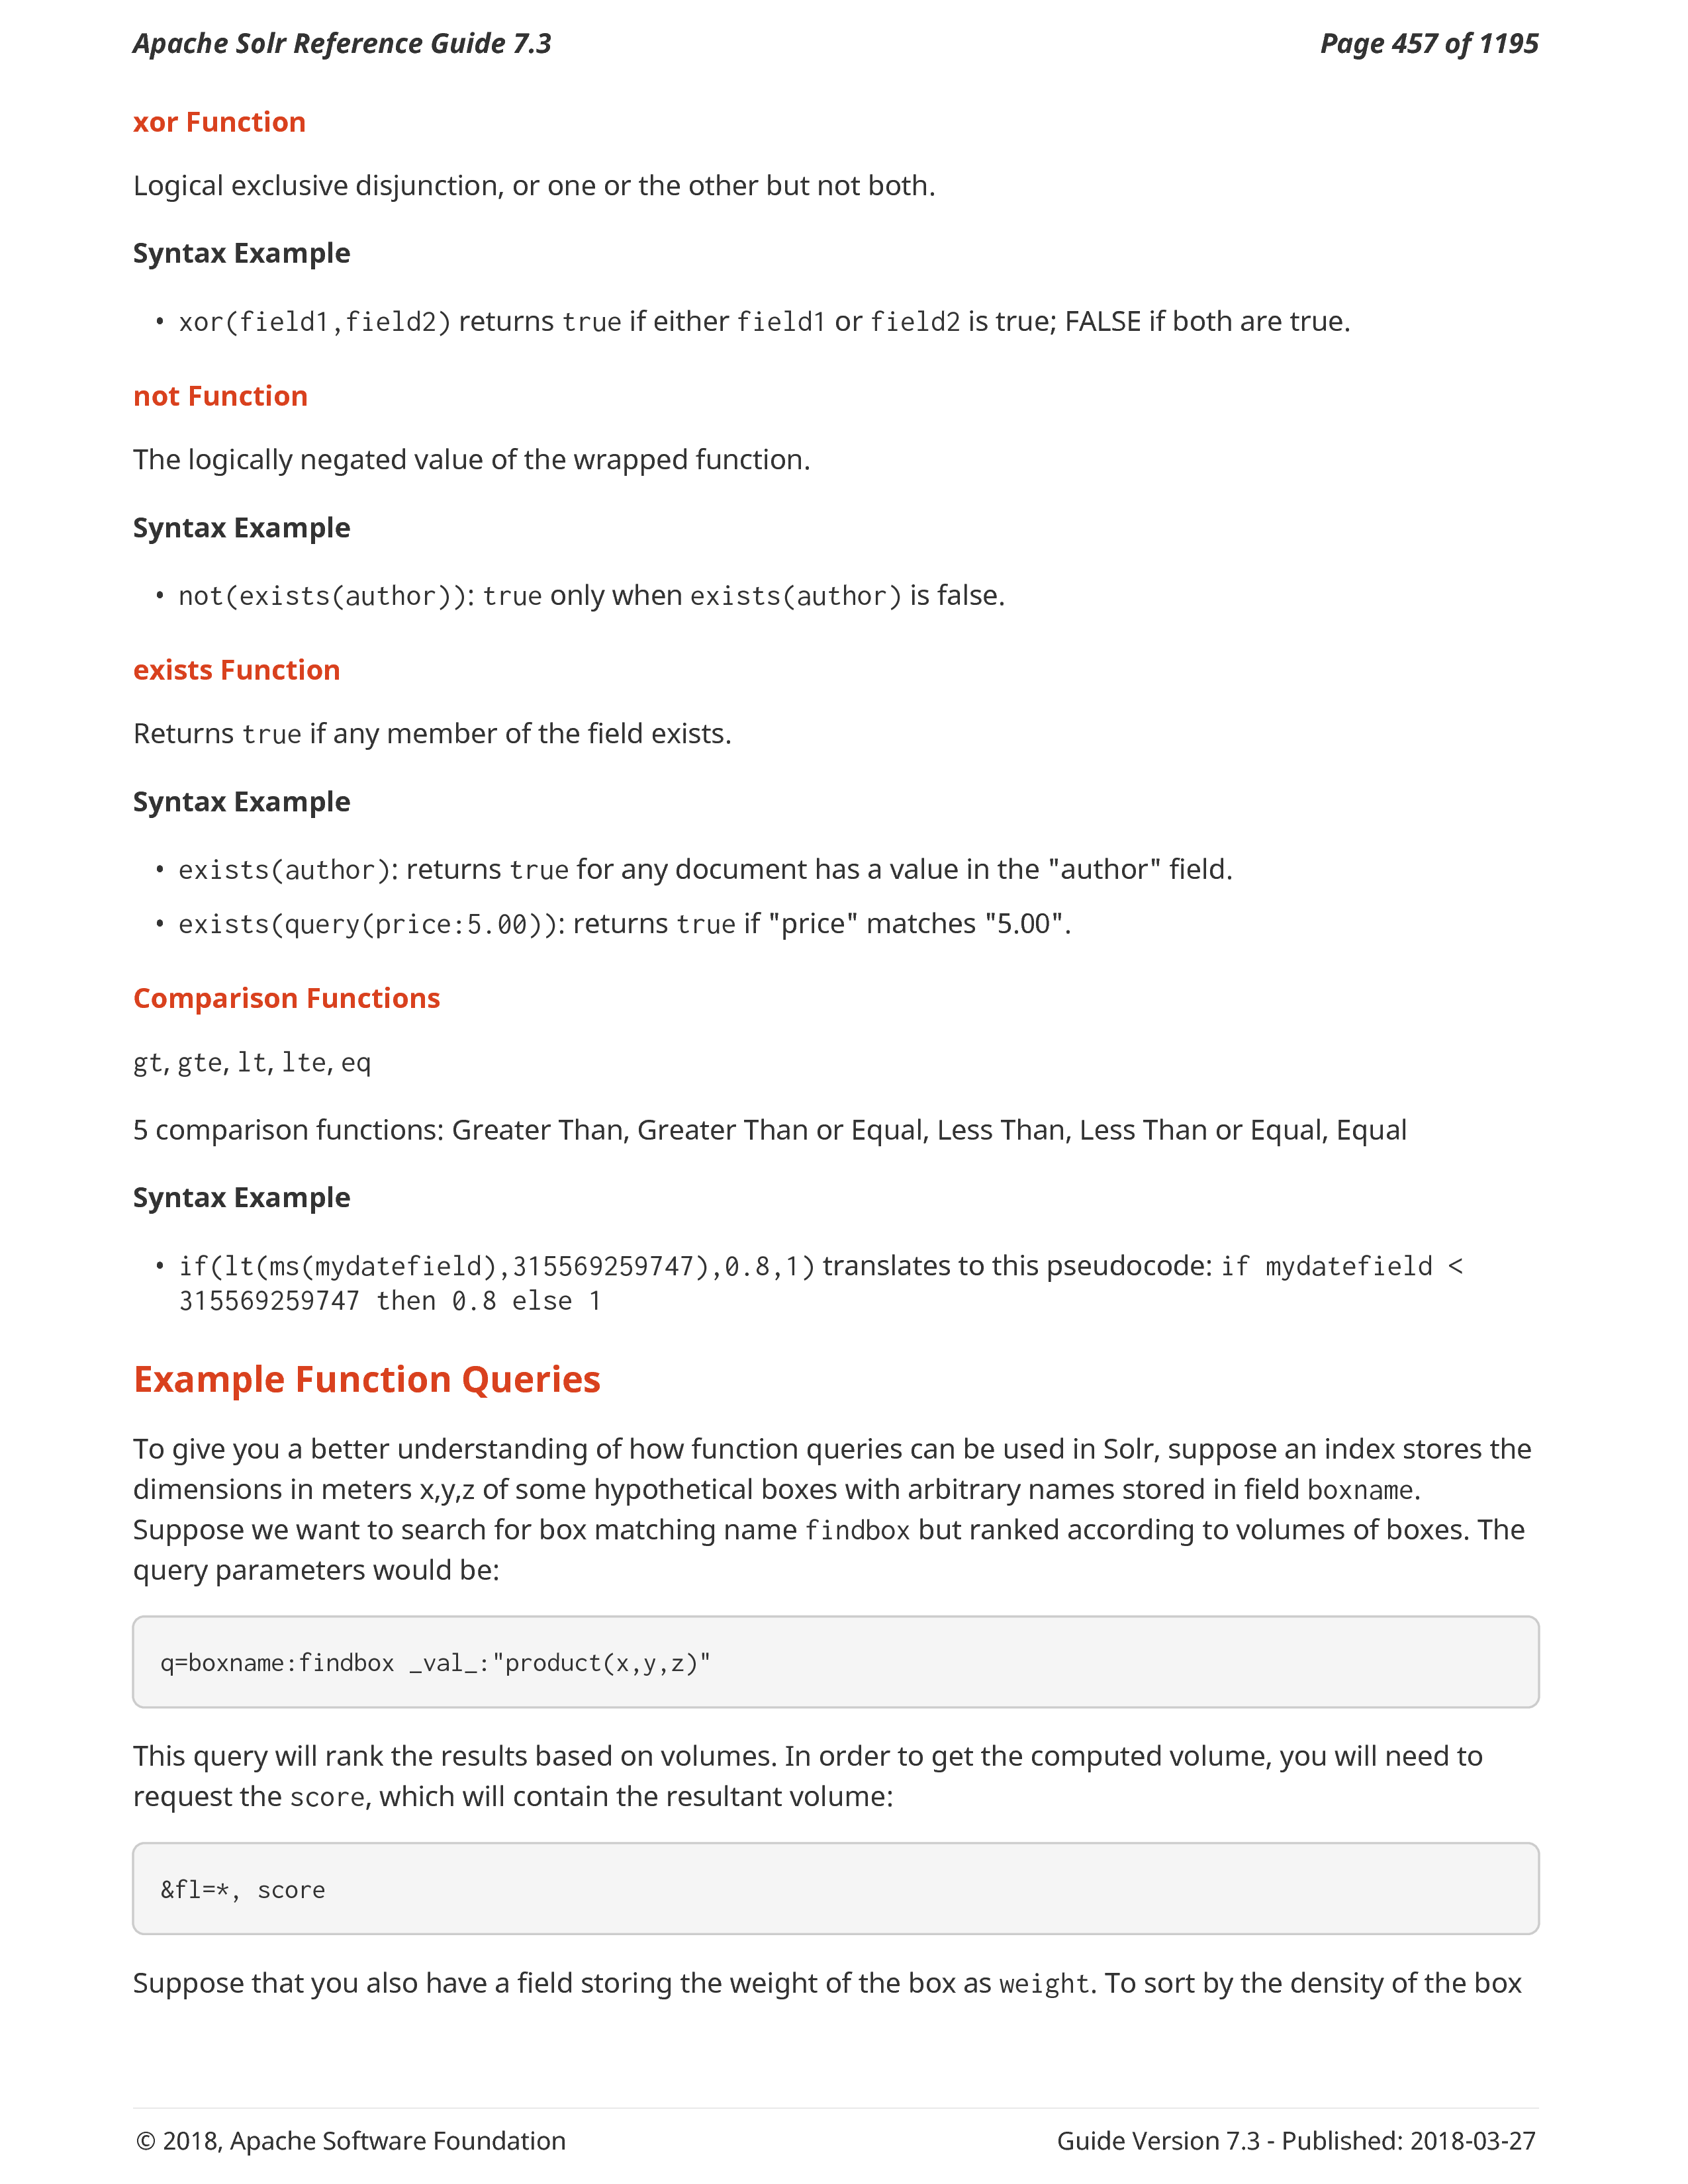 Apache Solr Reference Guide 7.3 Page 457 of 1195
xor Function
Logical exclusive disjunction, or one or the other but not both.
Syntax Example
• xor(field1,field2) returns true if either field1 or field2 is true; FALSE if both are true.
not Function
The logically negated value of the wrapped function.
Syntax Example
• not(exists(author)): true only when exists(author) is false.
exists Function
Returns true if any member of the field exists.
Syntax Example
• exists(author): returns true for any document has a value in the "author" field.
• exists(query(price:5.00)): returns true if "price" matches "5.00".
Comparison Functions
gt, gte, lt, lte, eq
5 comparison functions: Greater Than, Greater Than or Equal, Less Than, Less Than or Equal, Equal
Syntax Example
• if(lt(ms(mydatefield),315569259747),0.8,1) translates to this pseudocode: if mydatefield <
315569259747 then 0.8 else 1
Example Function Queries
To give you a better understanding of how function queries can be used in Solr, suppose an index stores the
dimensions in meters x,y,z of some hypothetical boxes with arbitrary names stored in field boxname.
Suppose we want to search for box matching name findbox but ranked according to volumes of boxes. The
query parameters would be:
q=boxname:findbox _val_:"product(x,y,z)"
This query will rank the results based on volumes. In order to get the computed volume, you will need to
request the score, which will contain the resultant volume:
&fl=*, score
Suppose that you also have a field storing the weight of the box as weight. To sort by the density of the box
© 2018, Apache Software Foundation Guide Version 7.3 - Published: 2018-03-27